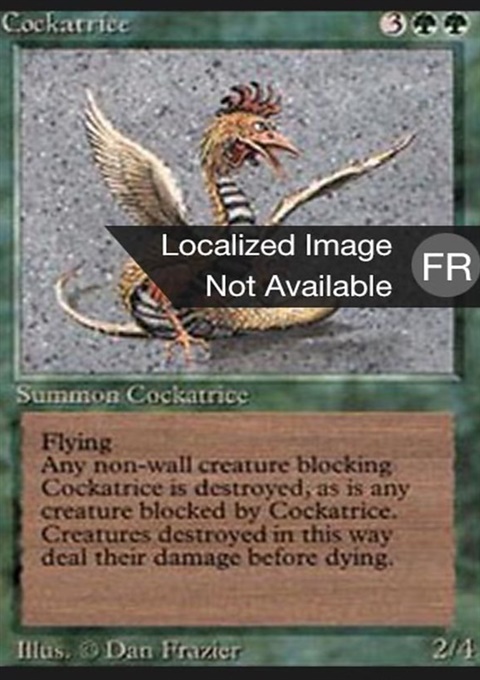 Cockatrice 3
Localized Image
Not Available
FR
Summon Cockatrice
Flying
Any non-wall creature blocking
Cockatrice is destroyed, as is any
creature blocked by Cockatrice.
Creatures destroyed in this way
deal their damage before dying.
Illus. © Dan Frazier 2/4